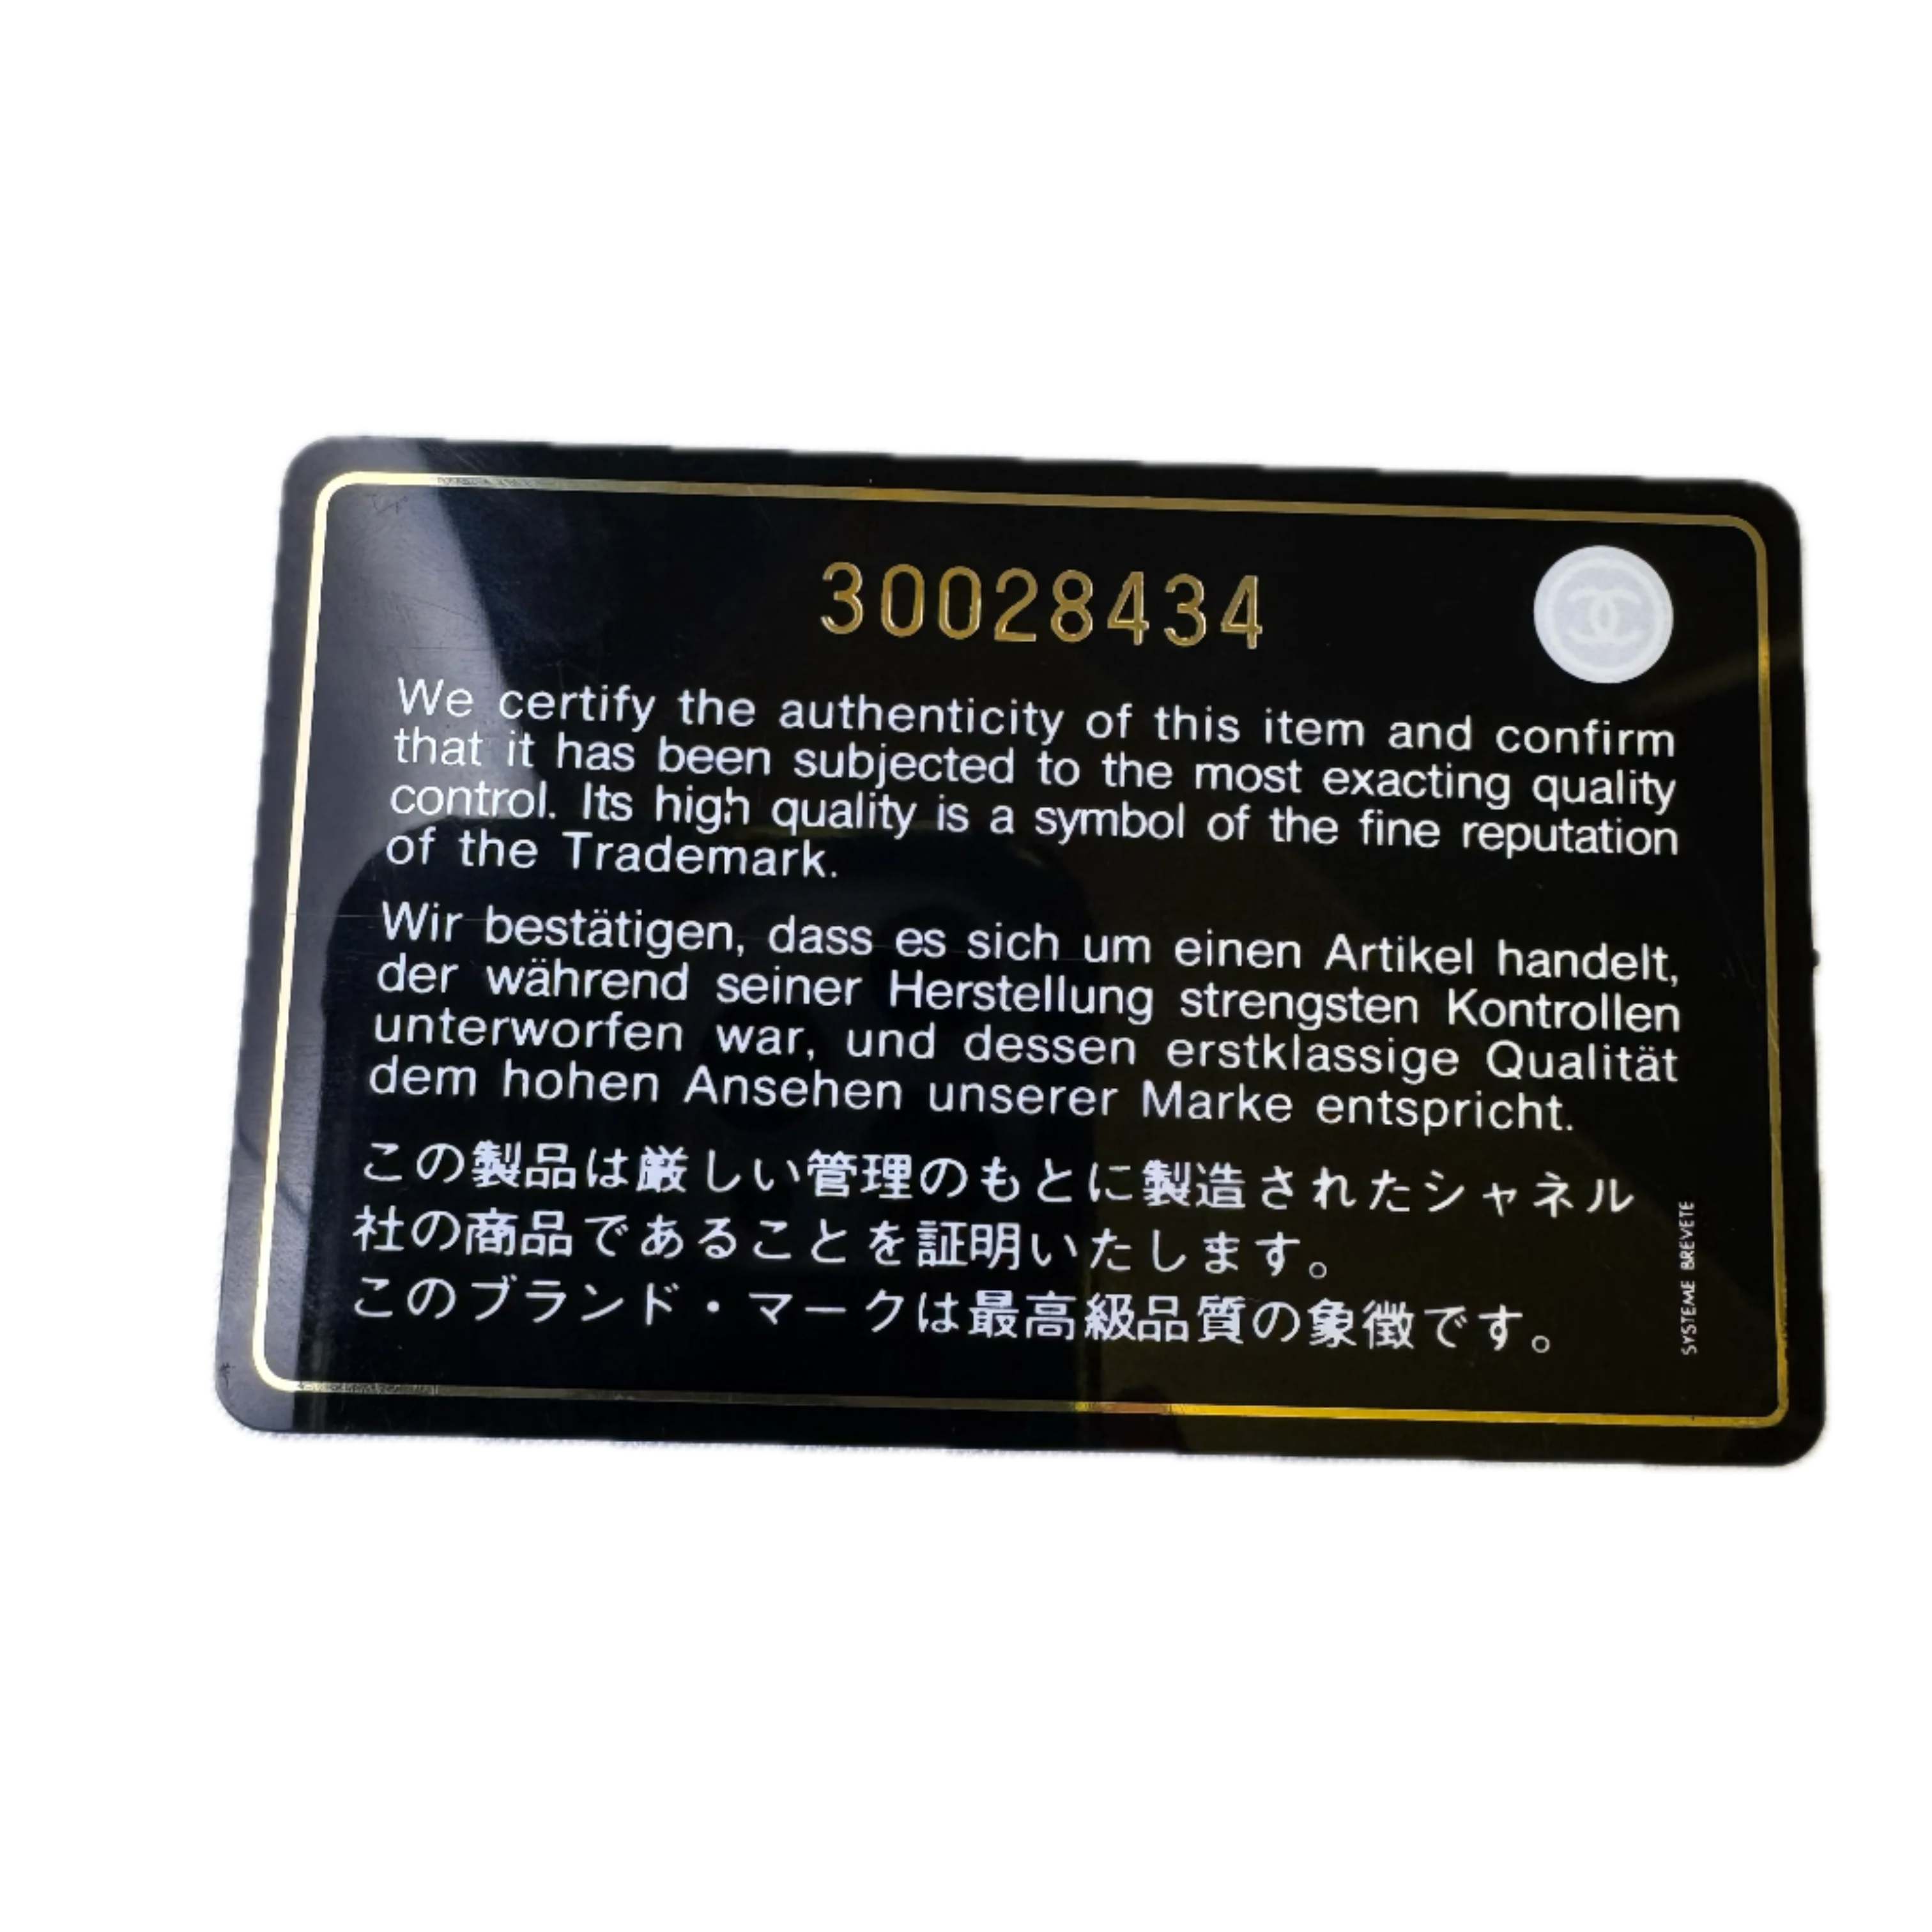 30028434
We certify the authenticity of this item and confirm
that it has been subjected to the most exacting quality
control. Its high quality is a symbol of the fine reputation
of the Trademark.
Wir bestätigen, dass es sich um einen Artikel handelt,
der während seiner Herstellung strengsten Kontrollen
unterworfen war, und dessen erstklassige Qualität
dem hohen Ansehen unserer Marke entspricht.
この製品は厳しい管理のもとに製造されたシャネル
社の商品であることを証明いたします。
このブランド・マークは最高級品質の象徴です。
SYSTEME BREVETE